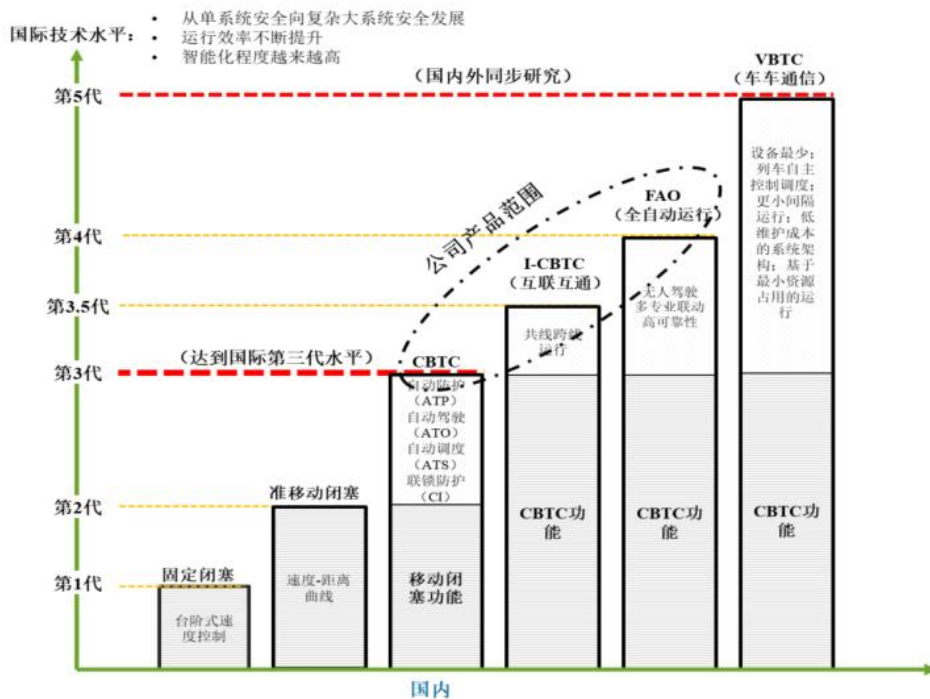 国际技术水平：
• 从单系统安全向复杂大系统安全发展
• 运行效率不断提升
• 智能化程度越来越高
第5代
（国内外同步研究）
VBTC
（车车通信）
设备最少；
列车自主
控制调度；
更小间隔
运行；低
维护成本
的系统架
构；基于
最小资源
占用的运
行
CBTC功
能
公司产品范围
第4代
FAO
（全自动运行）
无人驾驶
多专业联动
高可靠性
CBTC功
能
第3.5代
I-CBTC
（互联互通）
共线跨线
运行
CBTC功
能
第3代
（达到国际第三代水平）
CBTC
自动防护
（ATP）
自动驾驶
（ATO）
自动调度
（ATS）
联锁防护
（CI）
移动闭
塞功能
第2代
准移动闭塞
速度-距离
曲线
第1代
固定闭塞
台阶式速
度控制
国内